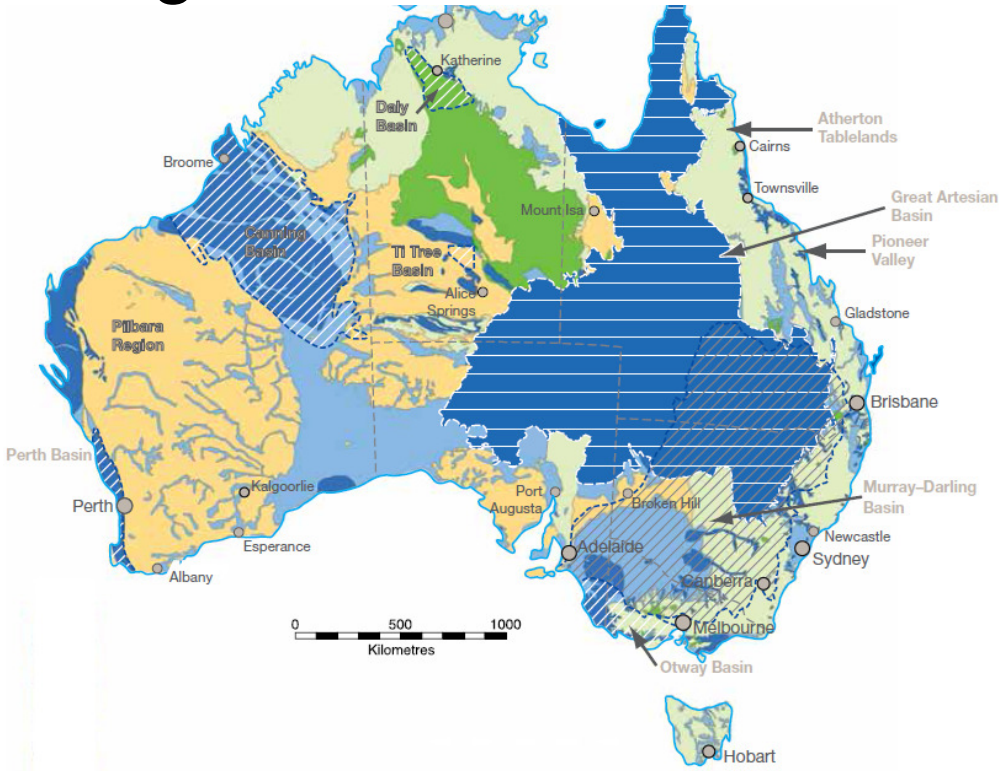 Katherine
Daly
Basin
Atherton
Tablelands
Cairns
Broome
Townsville
Great Artesian
Basin
Mount Isa
Canning
Basin
Ti Tree
Basin
Pioneer
Valley
Alice
Springs
Gladstone
Pilbara
Region
Brisbane
Perth Basin
Kalgoorlie
Port
Augusta
Broken Hill
Murray–Darling
Basin
Perth
Newcastle
Esperance
Adelaide
Sydney
Albany
Canberra
0 500 1000
Kilometres
Melbourne
Otway Basin
Hobart